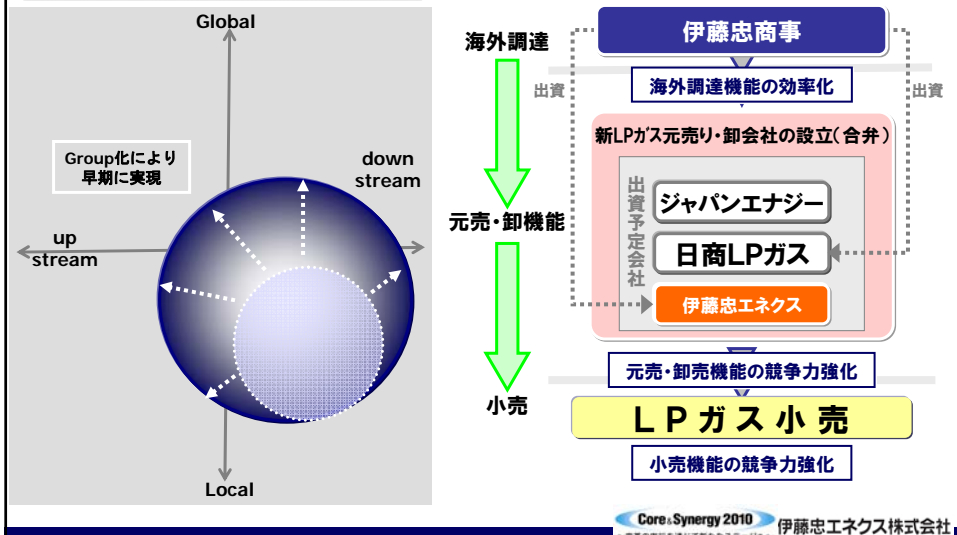 Global
Group化により
早期に実現
down
stream
up
stream
Local
海外調達
元売・卸機能
小売
伊藤忠商事
出資
出資
海外調達機能の効率化
新LPガス元売り・卸会社の設立(合弁)
出資予定会社
ジャパンエナジー
日商LPガス
伊藤忠エネクス
元売・卸売機能の競争力強化
LPガス小売
小売機能の競争力強化
Core&Synergy 2010
伊藤忠エネクス株式会社